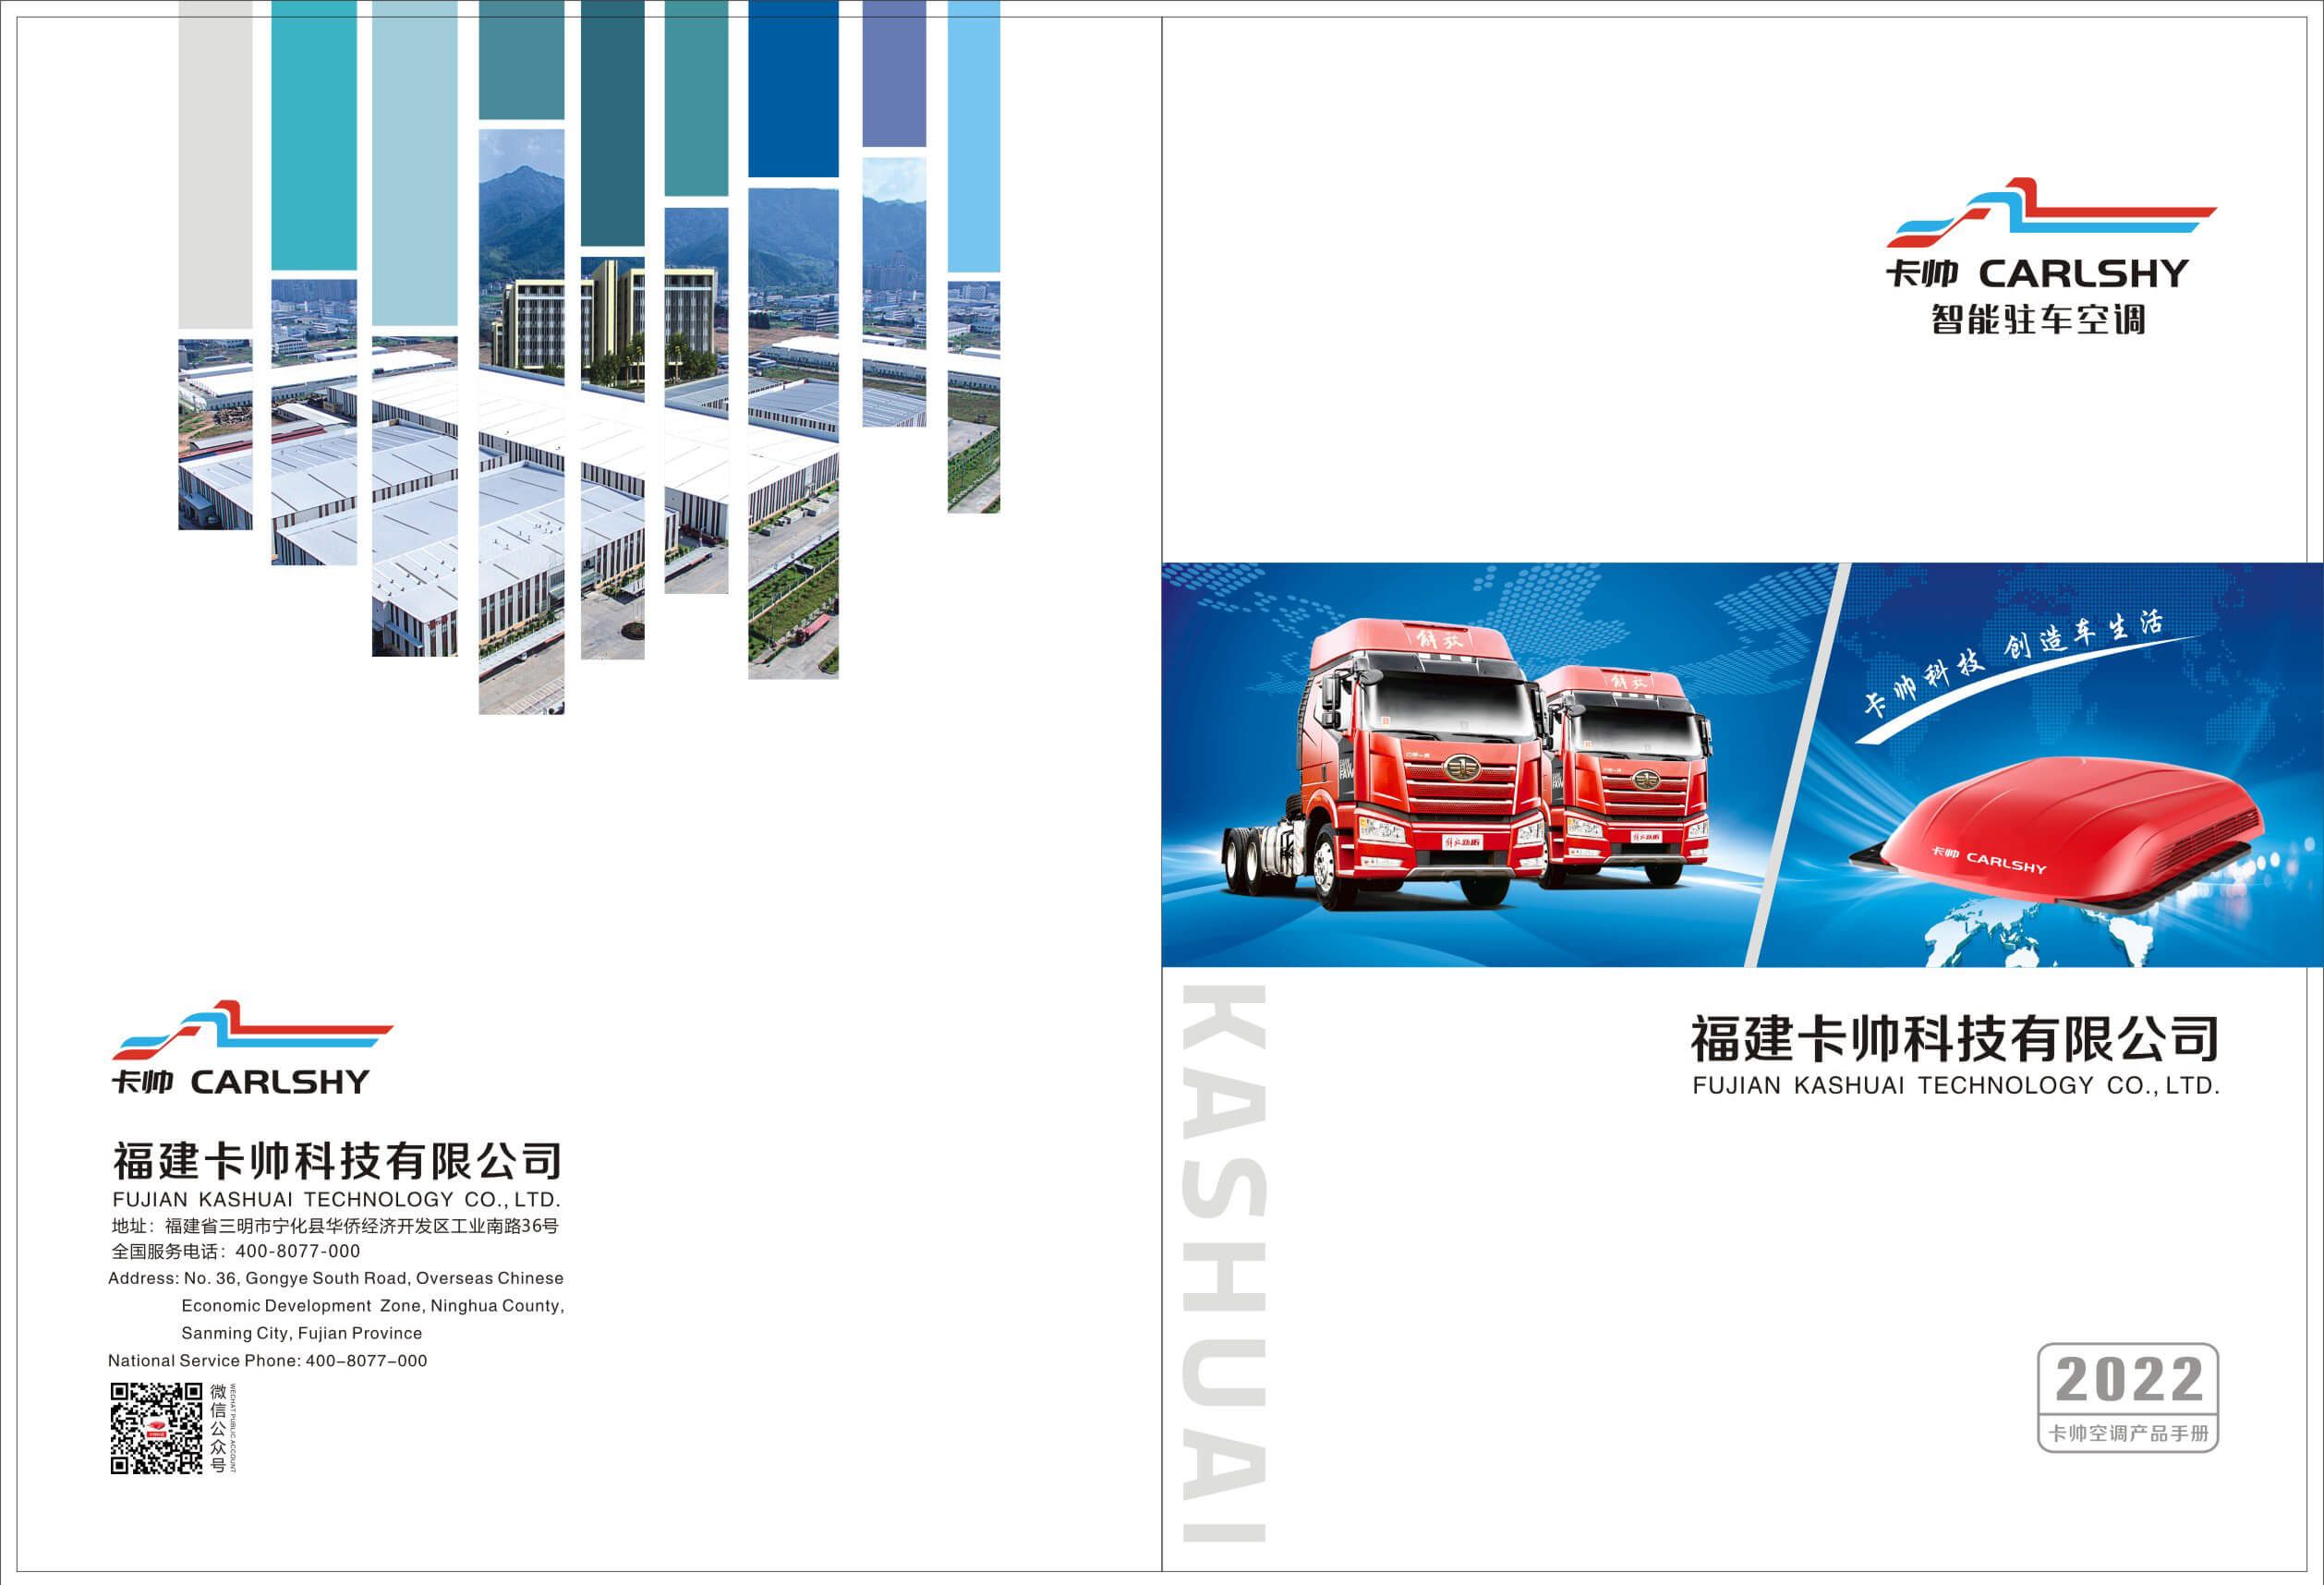 卡帅 CARLSHY
福建卡帅科技有限公司
FUJIAN KASHUAI TECHNOLOGY CO., LTD.
地址：福建省三明市宁化县华侨经济开发区工业南路36号
全国服务电话：400-8077-000
Address: No. 36, Gongye South Road, Overseas Chinese
Economic Development Zone, Ninghua County,
Sanming City, Fujian Province
National Service Phone: 400-8077-000
微信公众号
WECHAT PUBLIC ACCOUNT
卡帅 CARLSHY
智能驻车空调
解放
解放
FAW
卡帅科技 创造车生活
卡帅 CARLSHY
KASHUAI
福建卡帅科技有限公司
FUJIAN KASHUAI TECHNOLOGY CO., LTD.
2022
卡帅空调产品手册